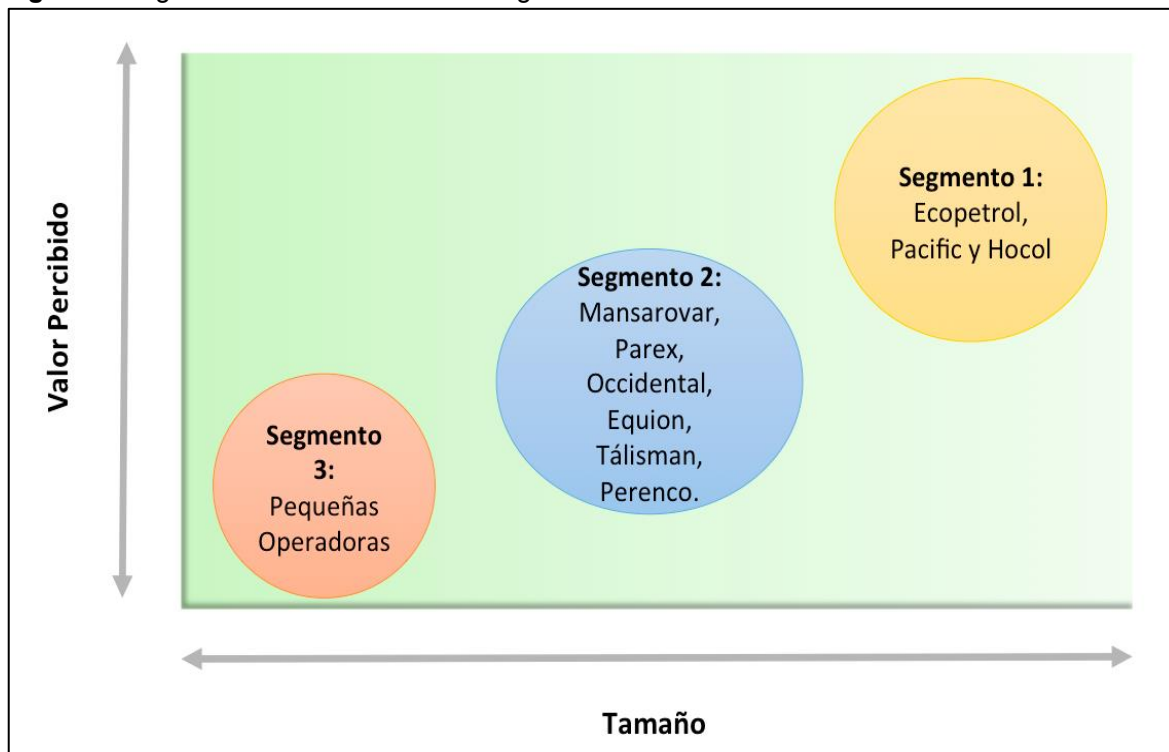 Valor Percibido
Segmento 1:
Ecopetrol,
Pacific y Hocol
Segmento 2:
Mansarovar,
Parex,
Occidental,
Equion,
Tálisman,
Perenco.
Segmento
3:
Pequeñas
Operadoras
Tamaño